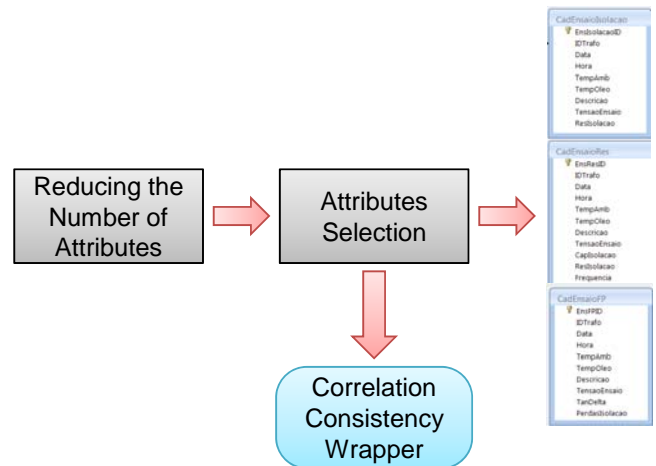 Reducing the
Number of
Attributes
Attributes
Selection
Correlation
Consistency
Wrapper
CadEnsaioIsolacao
EnsIsolacaoID
IDTrafo
Data
Hora
TempAmb
TempOleo
Descricao
TensaoEnsaio
ResIsolacao
CadEnsaioRes
EnsResID
IDTrafo
Data
Hora
TempAmb
TempOleo
Descricao
TensaoEnsaio
CapIsolacao
ResIsolacao
Frequencia
CadEnsaioFP
EnsFPID
IDTrafo
Data
Hora
TempAmb
TempOleo
Descricao
TensaoEnsaio
TanDelta
PerdasIsolacao